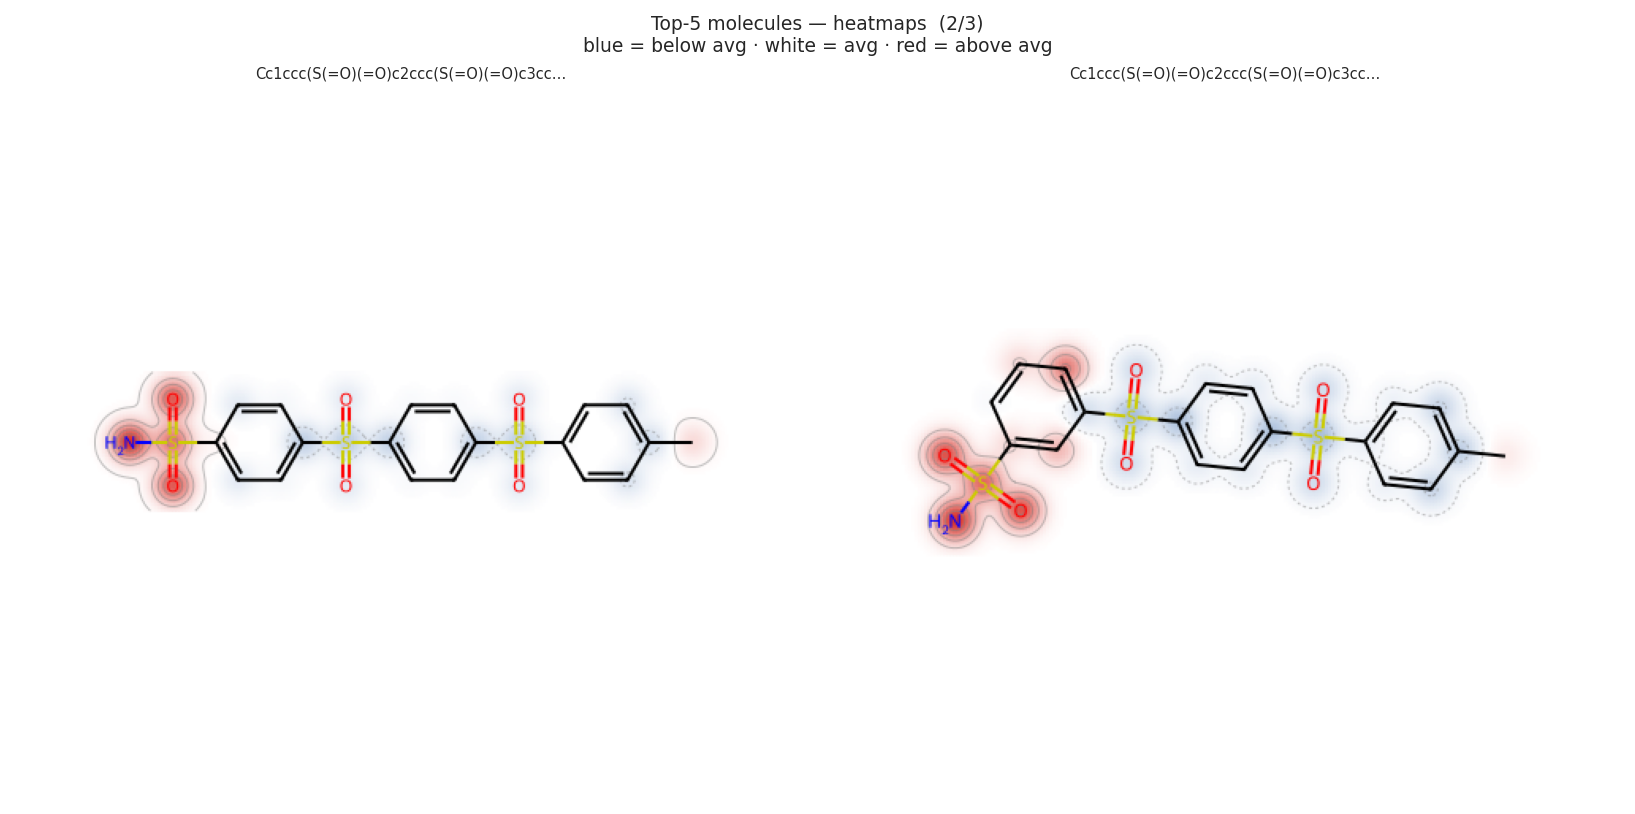 Top-5 molecules — heatmaps  (2/3)
blue = below avg · white = avg · red = above avg
Cc1ccc(S(=O)(=O)c2ccc(S(=O)(=O)c3cc...
Cc1ccc(S(=O)(=O)c2ccc(S(=O)(=O)c3cc...
O O O
H2N S S S
O O O
O O
O S S
S O O O
H2N